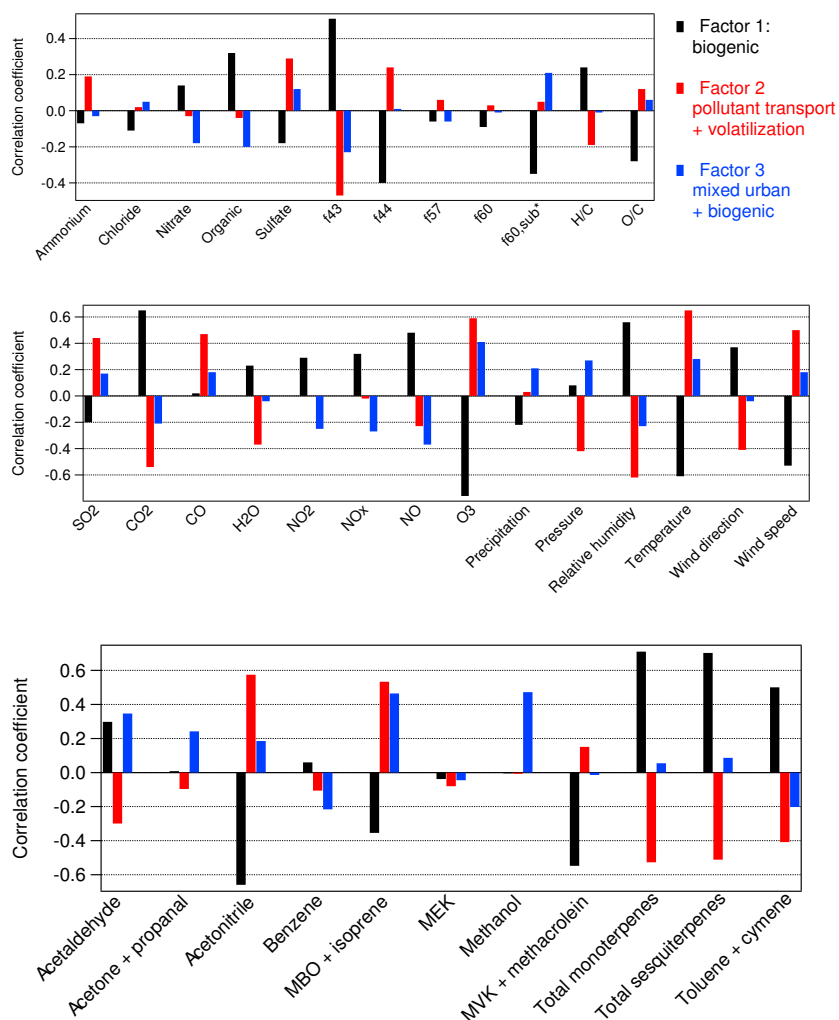 Correlation coefficient
0.4
0.2
0.0
-0.2
-0.4
Ammonium
Chloride
Nitrate
Organic
Sulfate
f43
f44
f57
f60
f60,sub*
H/C
O/C
Factor 1:
biogenic
Factor 2
pollutant transport
+ volatilization
Factor 3
mixed urban
+ biogenic
Correlation coefficient
0.6
0.4
0.2
0.0
-0.2
-0.4
-0.6
SO2
CO2
CO
H2O
NO2
NOx
NO
O3
Precipitation
Pressure
Relative humidity
Temperature
Wind direction
Wind speed
Correlation coefficient
0.6
0.4
0.2
0.0
-0.2
-0.4
-0.6
Acetaldehyde
Acetone + propanal
Acetonitrile
Benzene
MBO + isoprene
MEK
Methanol
MVK + methacrolein
Total monoterpenes
Total sesquiterpenes
Toluene + cymene